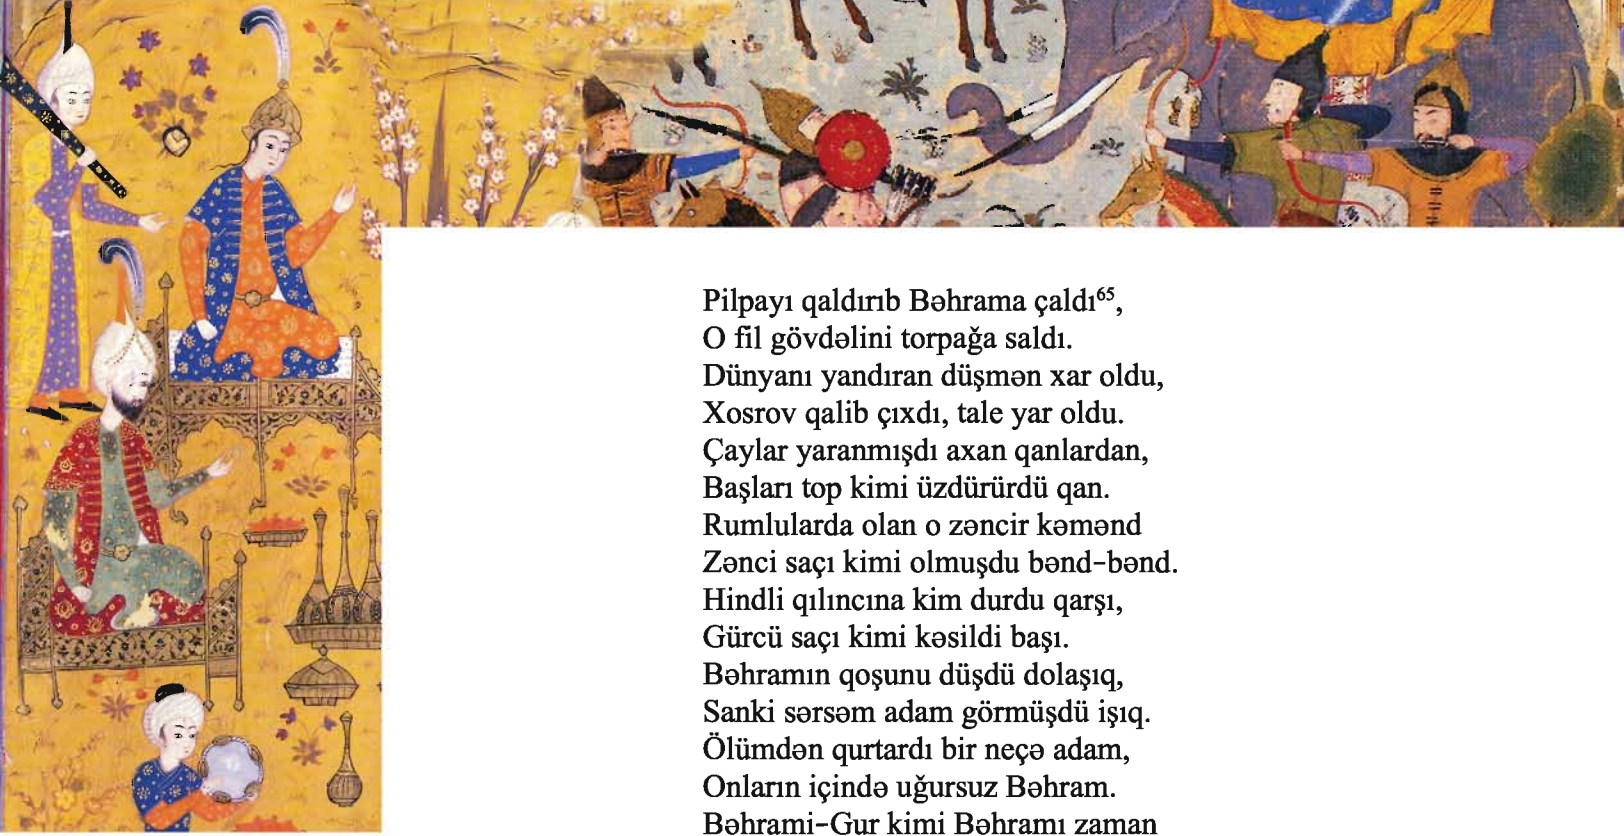 Pilpayı qaldırıb Bəhrama çaldı⁶⁵,
O fil gövdəlini torpağa saldı.
Dünyanı yandıran düşmən xar oldu,
Xosrov qalib çıxdı, tale yar oldu.
Çaylar yaranmışdı axan qanlardan,
Başları top kimi üzdürürdü qan.
Rumlularda olan o zəncir kəmənd
Zənci saçı kimi olmuşdu bənd-bənd.
Hindli qılıncına kim durdu qarşı,
Gürcü saçı kimi kəsildi başı.
Bəhramın qoşunu düşdü dolaşıq,
Sanki sərsəm adam görmüşdü işıq.
Ölümdən qurtardı bir neçə adam,
Onların içində uğursuz Bəhram.
Bəhrami-Gur kimi Bəhramı zaman